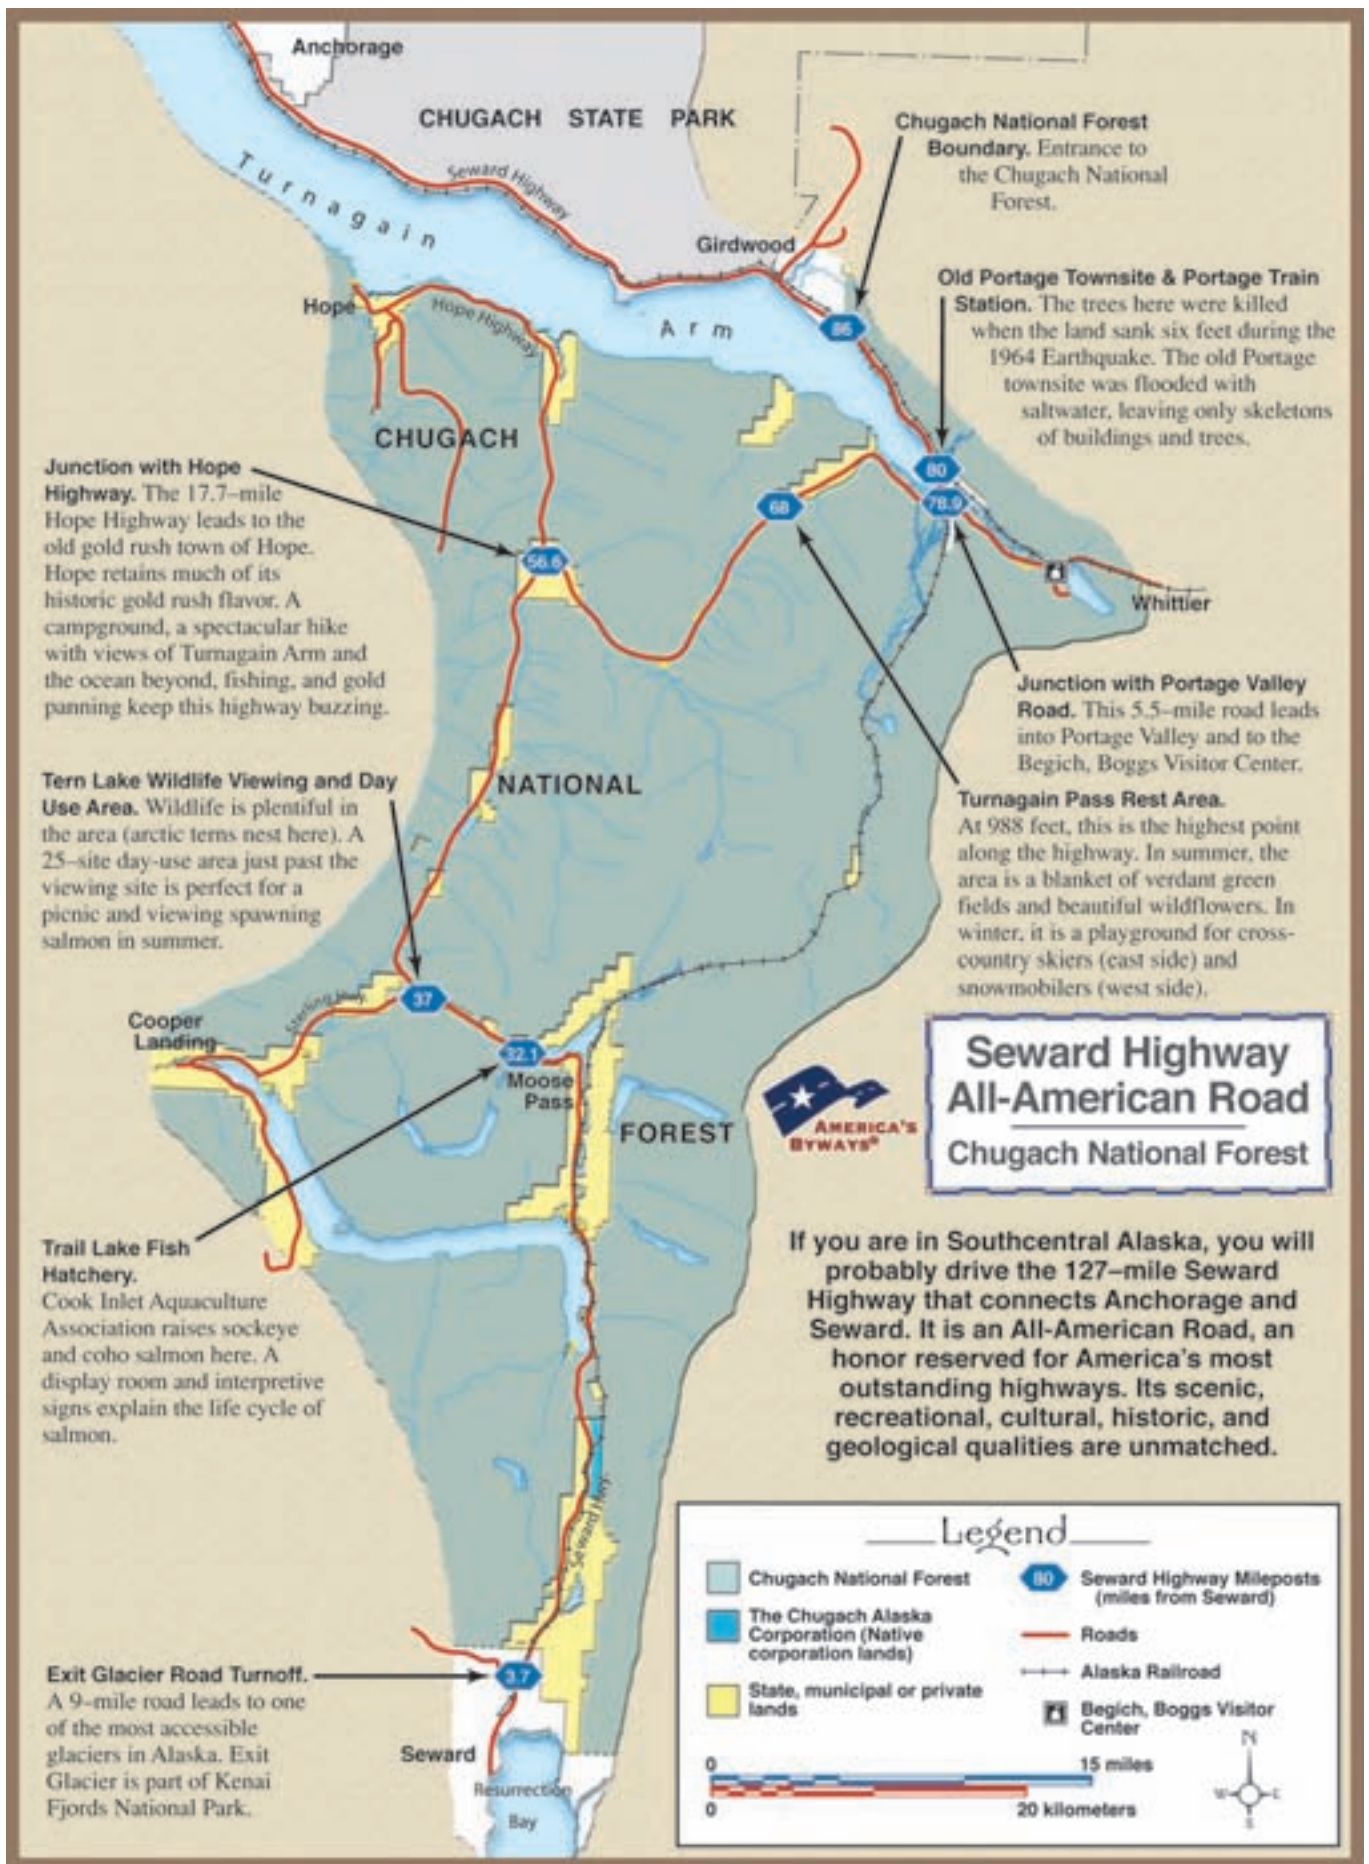 Anchorage
CHUGACH STATE PARK
Seward Highway
Turnagain
Arm
Girdwood
Hope
Hope Highway
Chugach National Forest
Boundary. Entrance to
the Chugach National
Forest.
86
Old Portage Townsite & Portage Train
Station. The trees here were killed
when the land sank six feet during the
1964 Earthquake. The old Portage
townsite was flooded with
saltwater, leaving only skeletons
of buildings and trees.
80
78.9
68
CHUGACH
Junction with Hope
Highway. The 17.7–mile
Hope Highway leads to the
old gold rush town of Hope.
Hope retains much of its
historic gold rush flavor. A
campground, a spectacular hike
with views of Turnagain Arm and
the ocean beyond, fishing, and gold
panning keep this highway buzzing.
Whittier
Junction with Portage Valley
Road. This 5.5–mile road leads
into Portage Valley and to the
Begich, Boggs Visitor Center.
Tern Lake Wildlife Viewing and Day
Use Area. Wildlife is plentiful in
the area (arctic terns nest here). A
25–site day-use area just past the
viewing site is perfect for a
picnic and viewing spawning
salmon in summer.
NATIONAL
Turnagain Pass Rest Area.
At 988 feet, this is the highest point
along the highway. In summer, the
area is a blanket of verdant green
fields and beautiful wildflowers. In
winter, it is a playground for cross-
country skiers (east side) and
snowmobilers (west side).
37
Sterling Hwy.
Cooper
Landing
32.1
Moose
Pass
FOREST
AMERICA'S
BYWAYS®
Seward Highway
All-American Road
Chugach National Forest
Trail Lake Fish
Hatchery.
Cook Inlet Aquaculture
Association raises sockeye
and coho salmon here. A
display room and interpretive
signs explain the life cycle of
salmon.
If you are in Southcentral Alaska, you will
probably drive the 127–mile Seward
Highway that connects Anchorage and
Seward. It is an All-American Road, an
honor reserved for America's most
outstanding highways. Its scenic,
recreational, cultural, historic, and
geological qualities are unmatched.
Seward Hwy.
Exit Glacier Road Turnoff.
A 9–mile road leads to one
of the most accessible
glaciers in Alaska. Exit
Glacier is part of Kenai
Fjords National Park.
3.7
Seward
Resurrection
Bay
Legend
Chugach National Forest
The Chugach Alaska
Corporation (Native
corporation lands)
State, municipal or private
lands
80
Seward Highway Mileposts
(miles from Seward)
Roads
Alaska Railroad
Begich, Boggs Visitor
Center
0
15 miles
0
20 kilometers
N
W
E
S